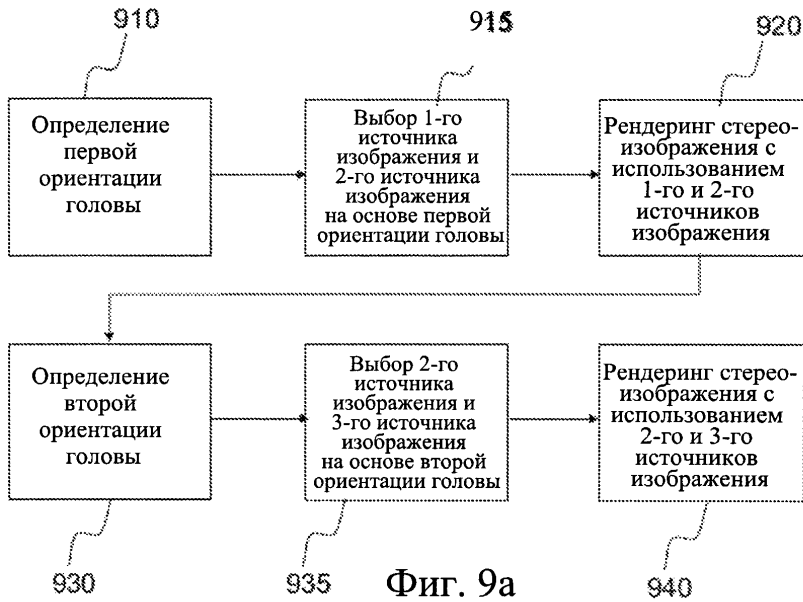 910
915
920
Определение
первой
ориентации
головы
Выбор 1-го
источника
изображения и
2-го источника
изображения
на основе первой
ориентации головы
Рендеринг стерео-
изображения с
использованием
1-го и 2-го
источников
изображения
Определение
второй
ориентации
головы
Выбор 2-го
источника
изображения и
3-го источника
изображения
на основе второй
ориентации головы
Рендеринг стерео-
изображения с
использованием
2-го и 3-го
источников
изображения
930
935
940
Фиг. 9a